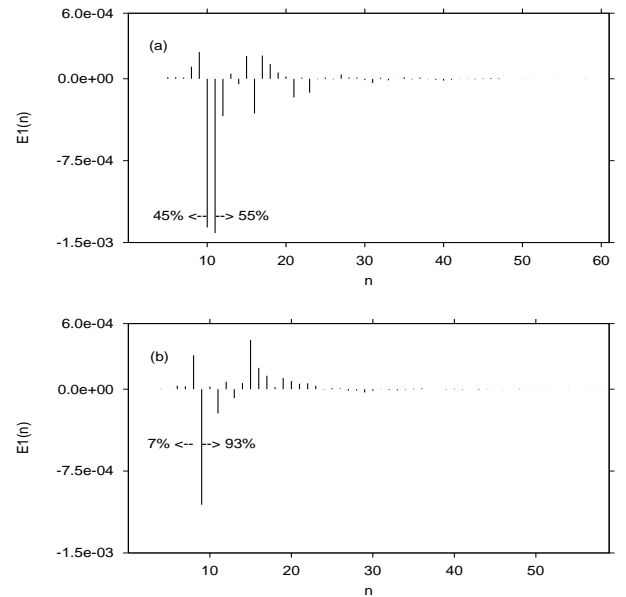 6.0e-04
(a)
0.0e+00
E1(n)
-7.5e-04
45% <-- --> 55%
-1.5e-03
10 20 30 40 50 60
n
6.0e-04
(b)
0.0e+00
E1(n)
-7.5e-04
7% <-- --> 93%
-1.5e-03
10 20 30 40 50
n